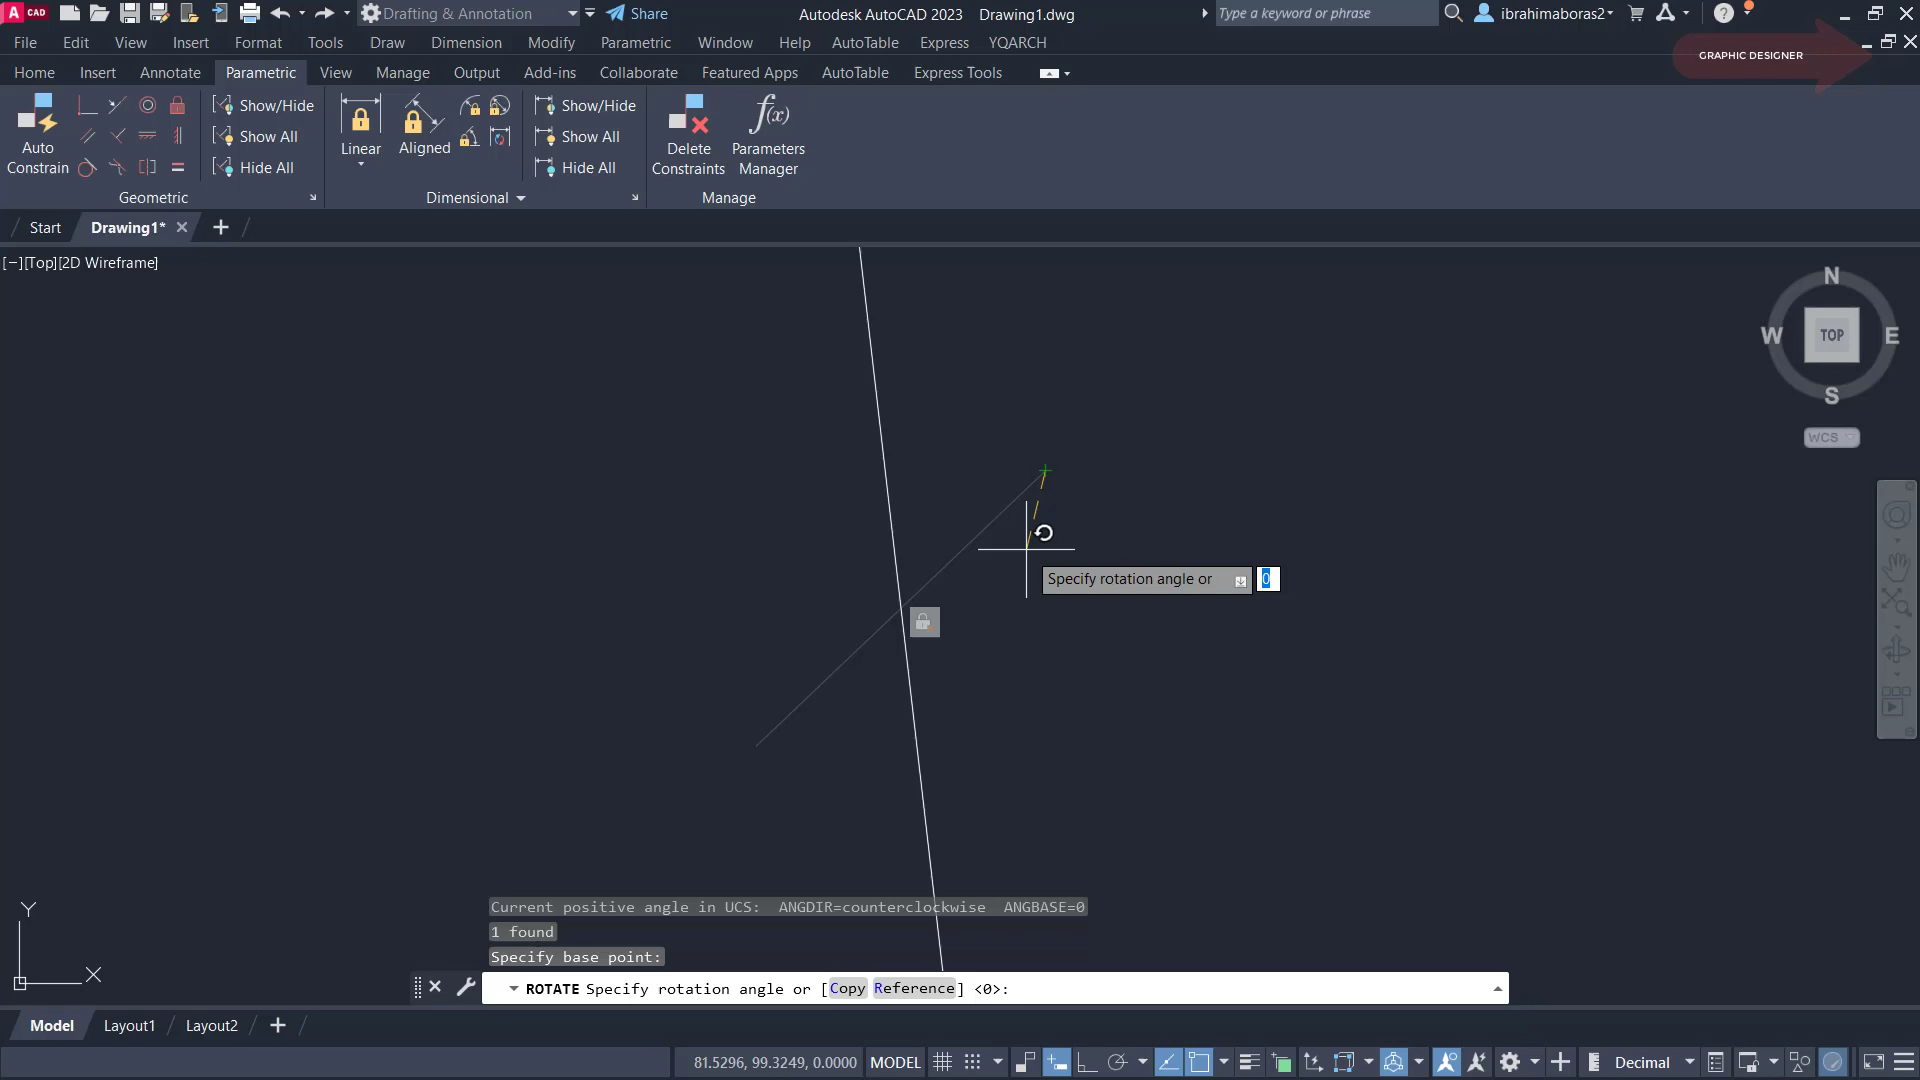 A CAD Drafting & Annotation Share Autodesk AutoCAD 2023 Drawing1.dwg Type a keyword or phrase ibrahimaboras2
File Edit View Insert Format Tools Draw Dimension Modify Parametric Window Help AutoTable Express YQARCH
GRAPHIC DESIGNER
Home Insert Annotate Parametric View Manage Output Add-ins Collaborate Featured Apps AutoTable Express Tools
Show/Hide Show/Hide
Auto Constrain
Show All
Linear
Aligned
Show All
Delete Constraints
Parameters Manager
Hide All Hide All
Geometric Dimensional Manage
Start Drawing1*
[−][Top][2D Wireframe]
N
W TOP E
S
WCS
Specify rotation angle or 0
Y
X
Current positive angle in UCS: ANGDIR=counterclockwise ANGBASE=0
1 found
Specify base point:
ROTATE Specify rotation angle or [Copy Reference] <0>:
Model Layout1 Layout2
81.5296, 99.3249, 0.0000 MODEL Decimal